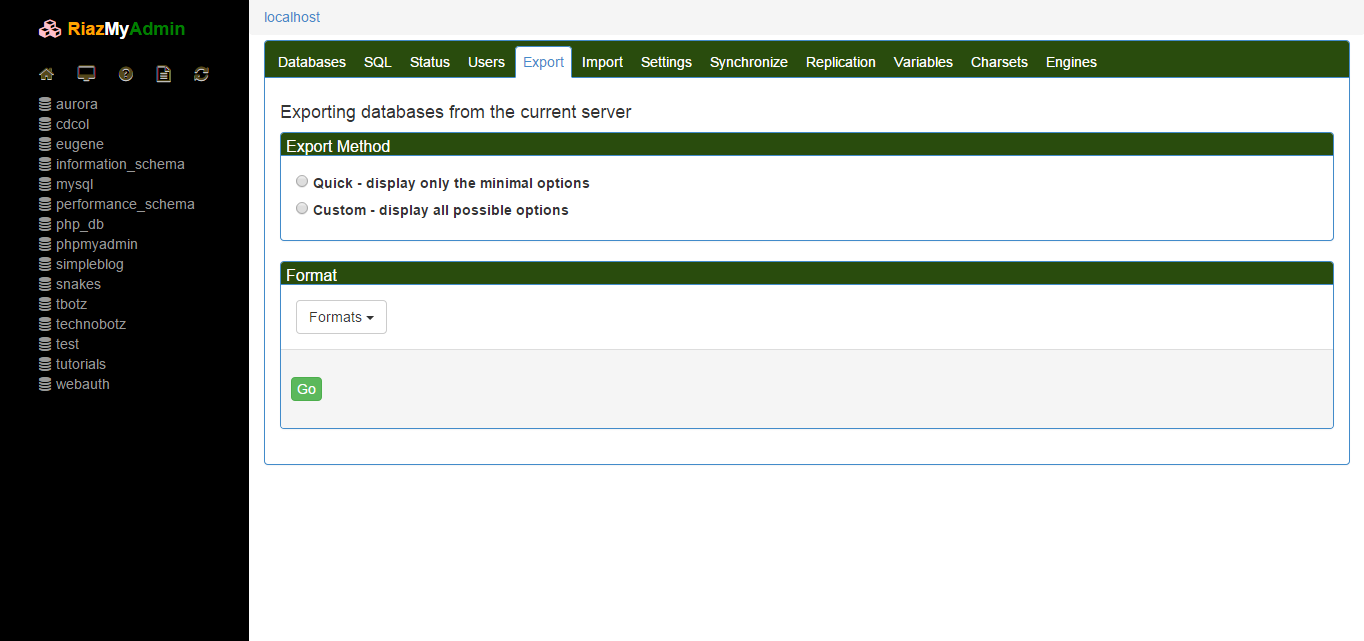 RiazMyAdmin
aurora
cdcol
eugene
information_schema
mysql
performance_schema
php_db
phpmyadmin
simpleblog
snakes
tbotz
technobotz
test
tutorials
webauth
localhost
Databases SQL Status Users Export Import Settings Synchronize Replication Variables Charsets Engines
Exporting databases from the current server
Export Method
Quick - display only the minimal options
Custom - display all possible options
Format
Formats
Go